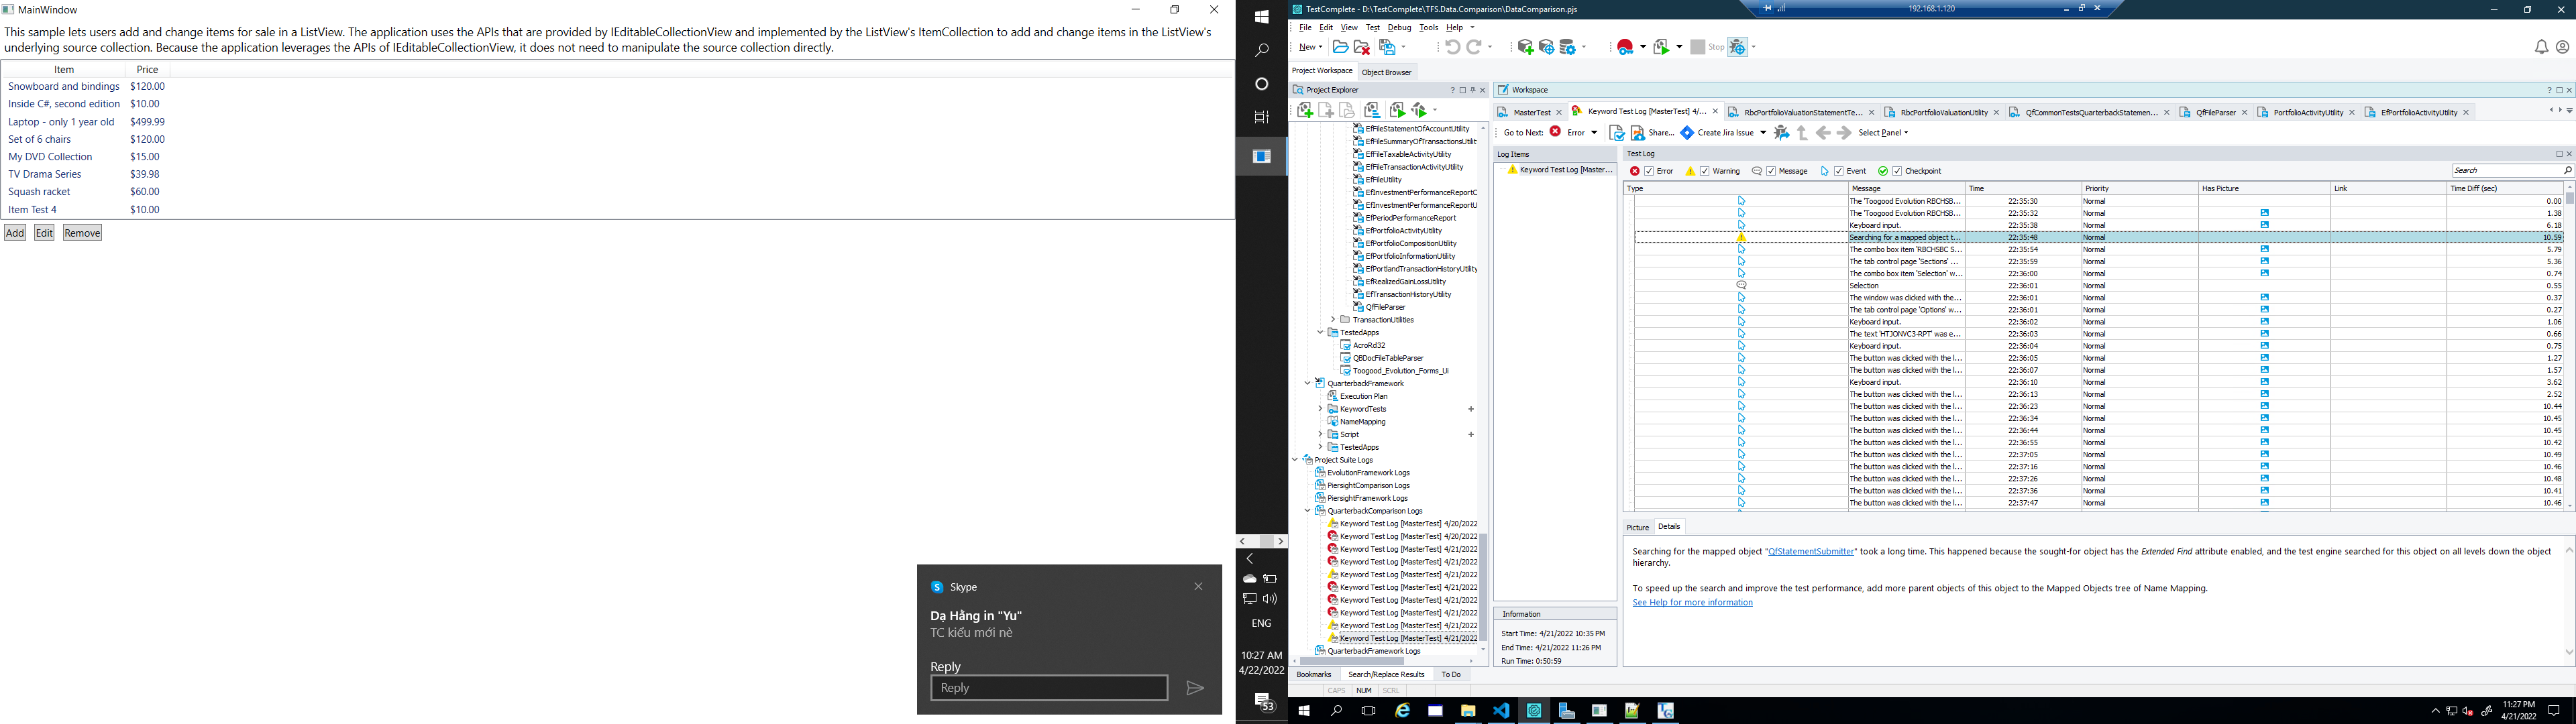 MainWindow
This sample lets users add and change items for sale in a ListView. The application uses the APIs that are provided by IEditableCollectionView and implemented by the ListView's ItemCollection to add and change items in the ListView's
underlying source collection. Because the application leverages the APIs of IEditableCollectionView, it does not need to manipulate the source collection directly.
Item Price
Snowboard and bindings $120.00
Inside C#, second edition $10.00
Laptop - only 1 year old $499.99
Set of 6 chairs $120.00
My DVD Collection $15.00
TV Drama Series $39.98
Squash racket $60.00
Item Test 4 $10.00
Add Edit Remove
Skype
Dạ Hằng in "Yu"
TC kiểu mới nè
Reply
Reply
ENG
10:27 AM
4/22/2022
53
TestComplete - D:\TestComplete\TFS.Data.Comparison\DataComparison.pjs
192.168.1.120
File Edit View Test Debug Tools Help
New
Stop
Project Workspace Object Browser
Project Explorer
EfFileStatementOfAccountUtility
EfFileSummaryOfTransactionsUtilit
EfFileTaxableActivityUtility
EfFileTransactionActivityUtility
EfFileUtility
EfInvestmentPerformanceReportC
EfInvestmentPerformanceReportU
EfPeriodPerformanceReport
EfPortfolioActivityUtility
EfPortfolioCompositionUtility
EfPortfolioInformationUtility
EfPortlandTransactionHistoryUtility
EfRealizedGainLossUtility
EfTransactionHistoryUtility
QfFileParser
TransactionUtilities
TestedApps
AcroRd32
QBDocFileTableParser
Toogood_Evolution_Forms_Ui
QuarterbackFramework
Execution Plan
KeywordTests
NameMapping
Script
TestedApps
Project Suite Logs
EvolutionFramework Logs
PiersightComparison Logs
PiersightFramework Logs
QuarterbackComparison Logs
Keyword Test Log [MasterTest] 4/20/2022
Keyword Test Log [MasterTest] 4/20/2022
Keyword Test Log [MasterTest] 4/21/2022
Keyword Test Log [MasterTest] 4/21/2022
Keyword Test Log [MasterTest] 4/21/2022
Keyword Test Log [MasterTest] 4/21/2022
Keyword Test Log [MasterTest] 4/21/2022
Keyword Test Log [MasterTest] 4/21/2022
Keyword Test Log [MasterTest] 4/21/2022
Keyword Test Log [MasterTest] 4/21/2022
QuarterbackFramework Logs
Bookmarks Search/Replace Results To Do
CAPS NUM SCRL
Workspace
MasterTest Keyword Test Log [MasterTest] 4/... RbcPortfolioValuationStatementTe... RbcPortfolioValuationUtility QfCommonTestsQuarterbackStatemen... QfFileParser PortfolioActivityUtility EfPortfolioActivityUtility
Go to Next: Error Share... Create Jira Issue Select Panel
Log Items
Keyword Test Log [Master...
Information
Start Time: 4/21/2022 10:35 PM
End Time: 4/21/2022 11:26 PM
Run Time: 0:50:59
Test Log
Error Warning Message Event Checkpoint
Search
Type Message Time Priority Has Picture Link Time Diff (sec)
The 'Toogood Evolution RBCHSB... 22:35:30 Normal 0.00
The 'Toogood Evolution RBCHSB... 22:35:32 Normal 1.38
Keyboard input. 22:35:38 Normal 6.18
Searching for a mapped object t... 22:35:48 Normal 10.59
The combo box item 'RBCHSBC S... 22:35:54 Normal 5.79
The tab control page 'Sections' ... 22:35:59 Normal 5.36
The combo box item 'Selection' w... 22:36:00 Normal 0.74
Selection 22:36:01 Normal 0.55
The window was clicked with the... 22:36:01 Normal 0.37
The tab control page 'Options' w... 22:36:01 Normal 0.27
Keyboard input. 22:36:02 Normal 1.06
The text 'HTJONVC3-RPT' was e... 22:36:03 Normal 0.66
Keyboard input. 22:36:04 Normal 0.75
The button was clicked with the l... 22:36:05 Normal 1.27
The button was clicked with the l... 22:36:07 Normal 1.57
Keyboard input. 22:36:10 Normal 3.62
The button was clicked with the l... 22:36:13 Normal 2.52
The button was clicked with the l... 22:36:23 Normal 10.44
The button was clicked with the l... 22:36:34 Normal 10.45
The button was clicked with the l... 22:36:44 Normal 10.45
The button was clicked with the l... 22:36:55 Normal 10.42
The button was clicked with the l... 22:37:05 Normal 10.49
The button was clicked with the l... 22:37:16 Normal 10.46
The button was clicked with the l... 22:37:26 Normal 10.48
The button was clicked with the l... 22:37:36 Normal 10.41
The button was clicked with the l... 22:37:47 Normal 10.46
Picture Details
Searching for the mapped object "QfStatementSubmitter" took a long time. This happened because the sought-for object has the Extended Find attribute enabled, and the test engine searched for this object on all levels down the object
hierarchy.
To speed up the search and improve the test performance, add more parent objects of this object to the Mapped Objects tree of Name Mapping.
See Help for more information
11:27 PM
4/21/2022